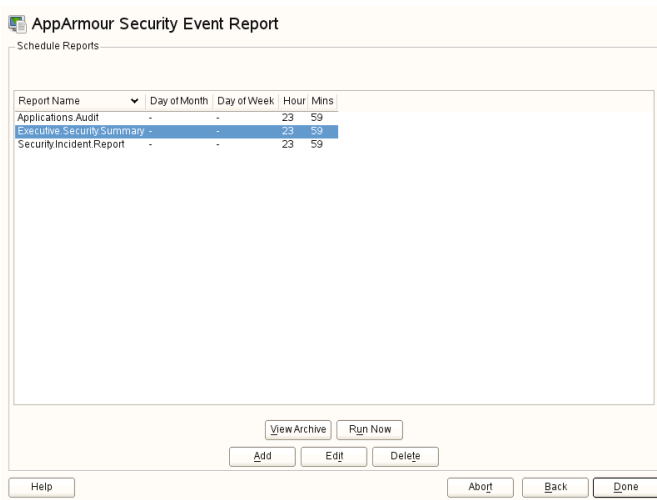 AppArmour Security Event Report
Schedule Reports
Report Name Day of Month Day of Week Hour Mins
Applications.Audit - - 23 59
Executive.Security.Summary - - 23 59
Security.Incident.Report - - 23 59
View Archive Run Now
Add Edit Delete
Help Abort Back Done